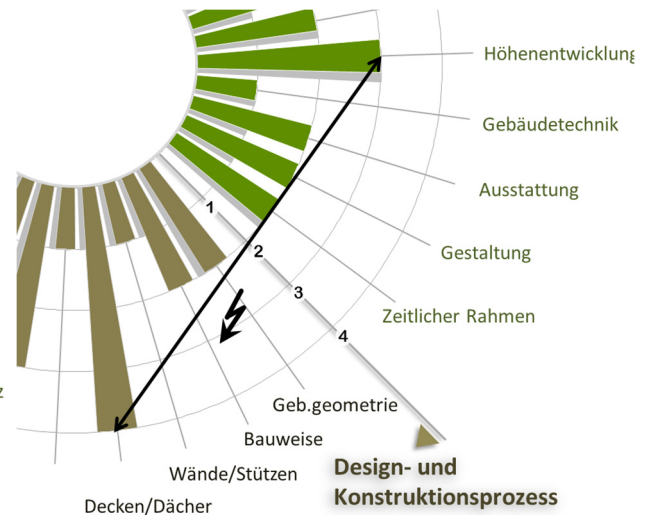 Höhenentwicklung
Gebäudetechnik
Ausstattung
Gestaltung
Zeitlicher Rahmen
1
2
3
4
Geb.geometrie
Bauweise
Wände/Stützen
Decken/Dächer
z
Design- und
Konstruktionsprozess